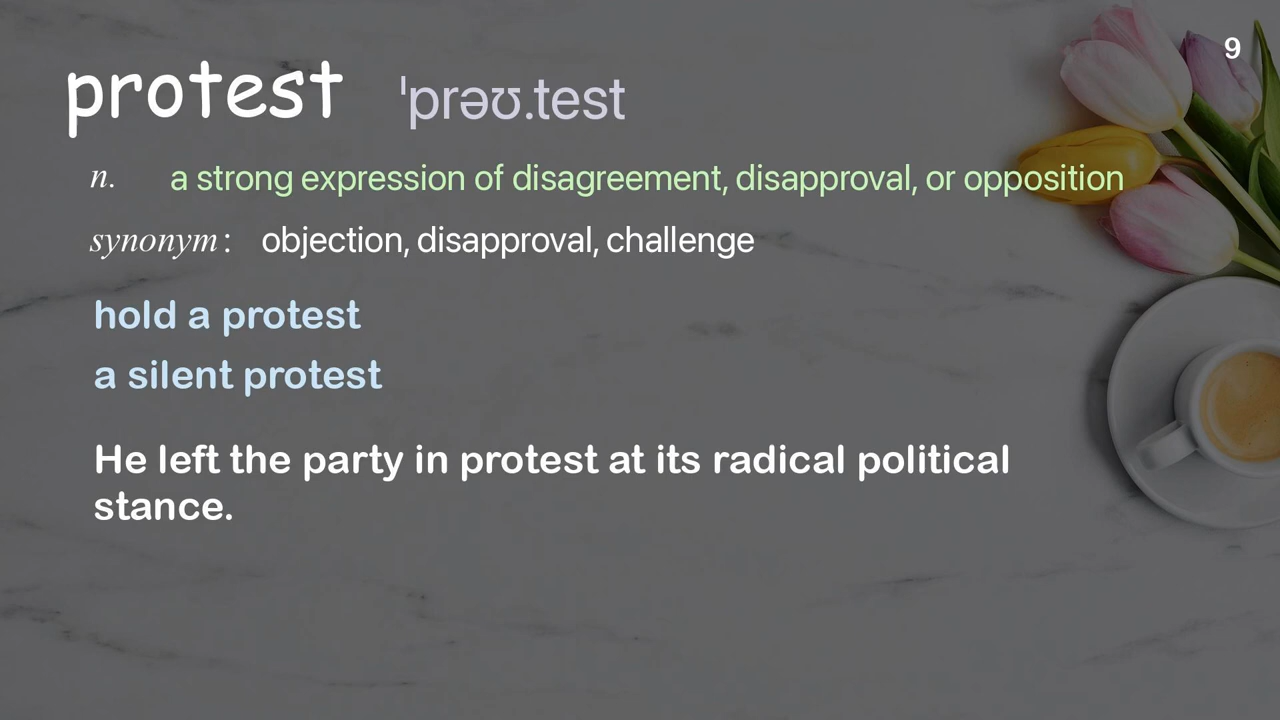 9
protest ˈprəʊ.test
n. a strong expression of disagreement, disapproval, or opposition
synonym: objection, disapproval, challenge
hold a protest
a silent protest
He left the party in protest at its radical political
stance.